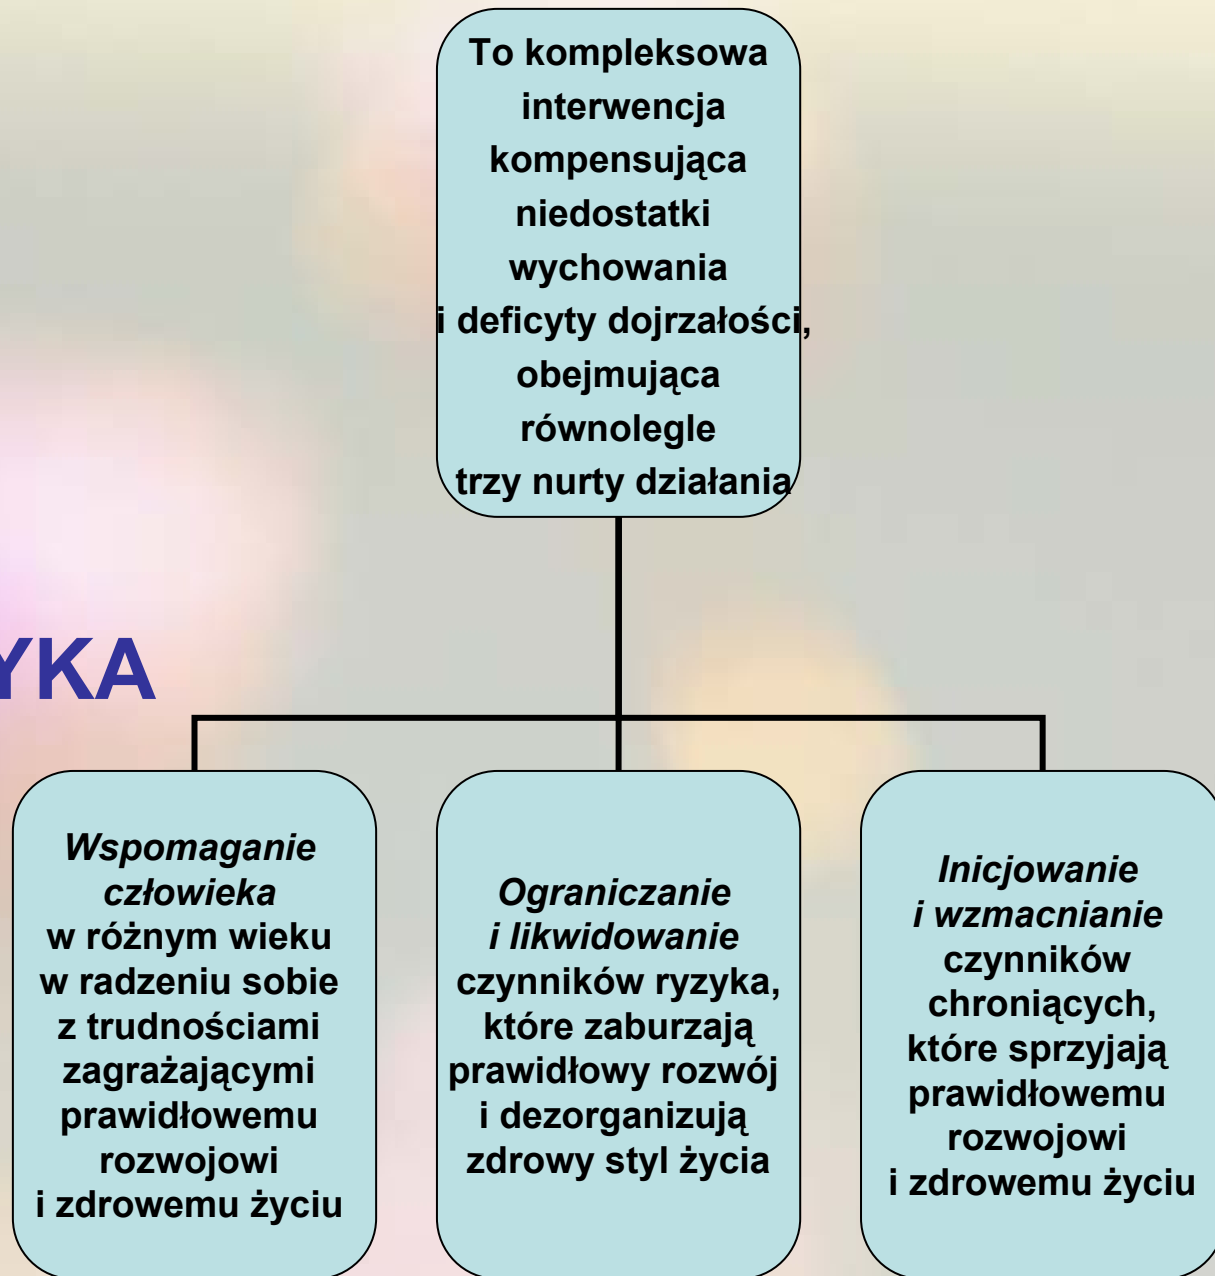 To kompleksowa
interwencja
kompensująca
niedostatki
wychowania
i deficyty dojrzałości,
obejmująca
równolegle
trzy nurty działania
YKA
Wspomaganie
człowieka
w różnym wieku
w radzeniu sobie
z trudnościami
zagrażającymi
prawidłowemu
rozwojowi
i zdrowemu życiu
Ograniczanie
i likwidowanie
czynników ryzyka,
które zaburzają
prawidłowy rozwój
i dezorganizują
zdrowy styl życia
Inicjowanie
i wzmacnianie
czynników
chroniących,
które sprzyjają
prawidłowemu
rozwojowi
i zdrowemu życiu